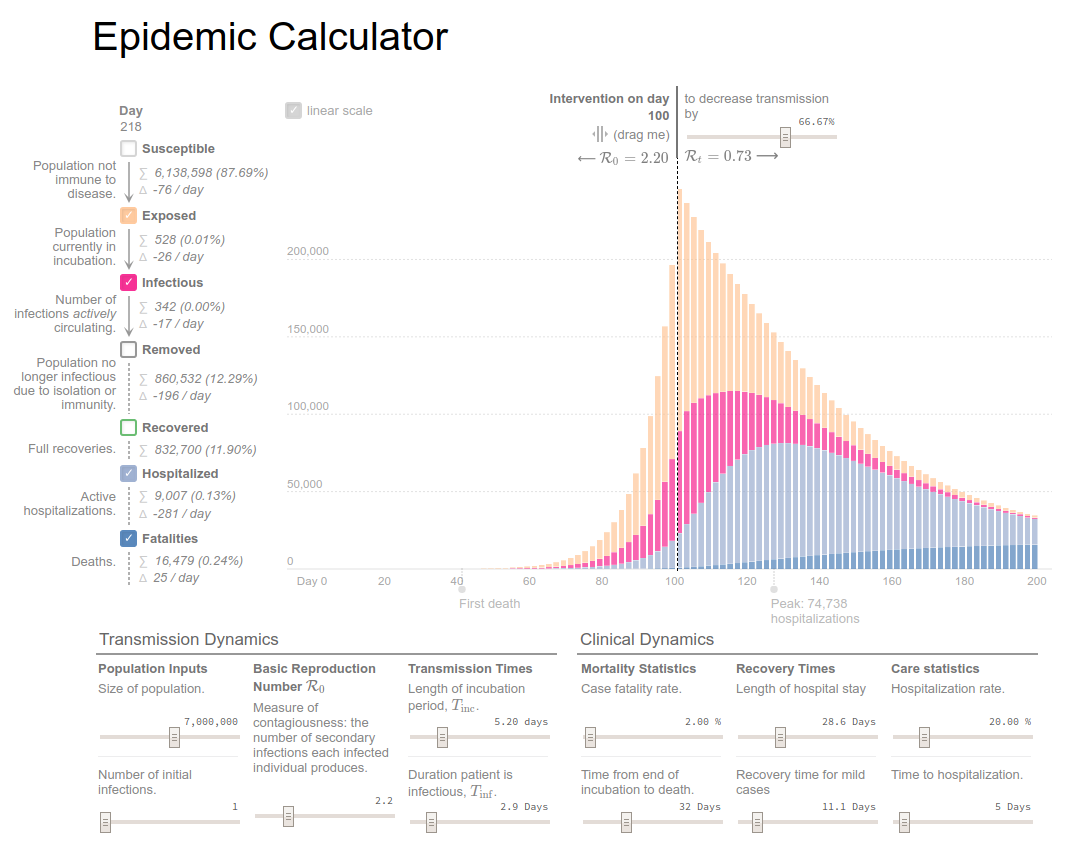 Epidemic Calculator
Day
218
✓ linear scale
Intervention on day
100
(drag me)
← R₀ = 2.20
to decrease transmission
by
66.67%
Rₜ = 0.73 →
Susceptible
Population not
immune to
disease.
∑ 6,138,598 (87.69%)
Δ -76 / day
✓ Exposed
Population
currently in
incubation.
∑ 528 (0.01%)
Δ -26 / day
✓ Infectious
Number of
infections actively
circulating.
∑ 342 (0.00%)
Δ -17 / day
Removed
Population no
longer infectious
due to isolation or
immunity.
∑ 860,532 (12.29%)
Δ -196 / day
Recovered
Full recoveries.
∑ 832,700 (11.90%)
✓ Hospitalized
Active
hospitalizations.
∑ 9,007 (0.13%)
Δ -281 / day
✓ Fatalities
Deaths.
∑ 16,479 (0.24%)
Δ 25 / day
200,000
150,000
100,000
50,000
0
Day 0 20 40 60 80 100 120 140 160 180 200
First death
Peak: 74,738
hospitalizations
Transmission Dynamics
Population Inputs
Size of population.
7,000,000
Number of initial
infections.
1
Basic Reproduction
Number R₀
Measure of
contagiousness: the
number of secondary
infections each infected
individual produces.
2.2
Transmission Times
Length of incubation
period, T_inc.
5.20 days
Duration patient is
infectious, T_inf.
2.9 Days
Clinical Dynamics
Mortality Statistics
Case fatality rate.
2.00 %
Time from end of
incubation to death.
32 Days
Recovery Times
Length of hospital stay
28.6 Days
Recovery time for mild
cases
11.1 Days
Care statistics
Hospitalization rate.
20.00 %
Time to hospitalization.
5 Days